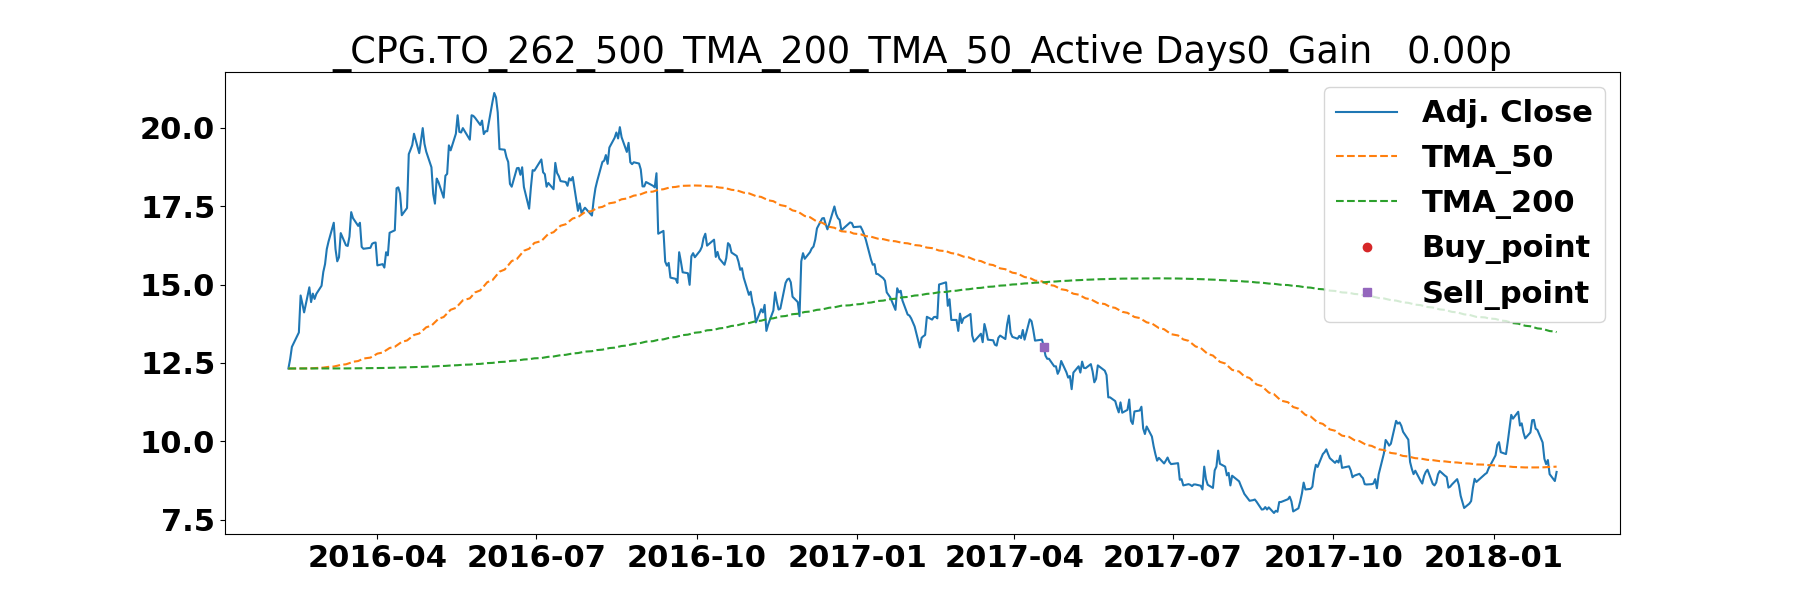 _CPG.TO_262_500_TMA_200_TMA_50_Active Days0_Gain   0.00p
20.0
17.5
15.0
12.5
10.0
7.5
Adj. Close
TMA_50
TMA_200
Buy_point
Sell_point
2016-04 2016-07 2016-10 2017-01 2017-04 2017-07 2017-10 2018-01